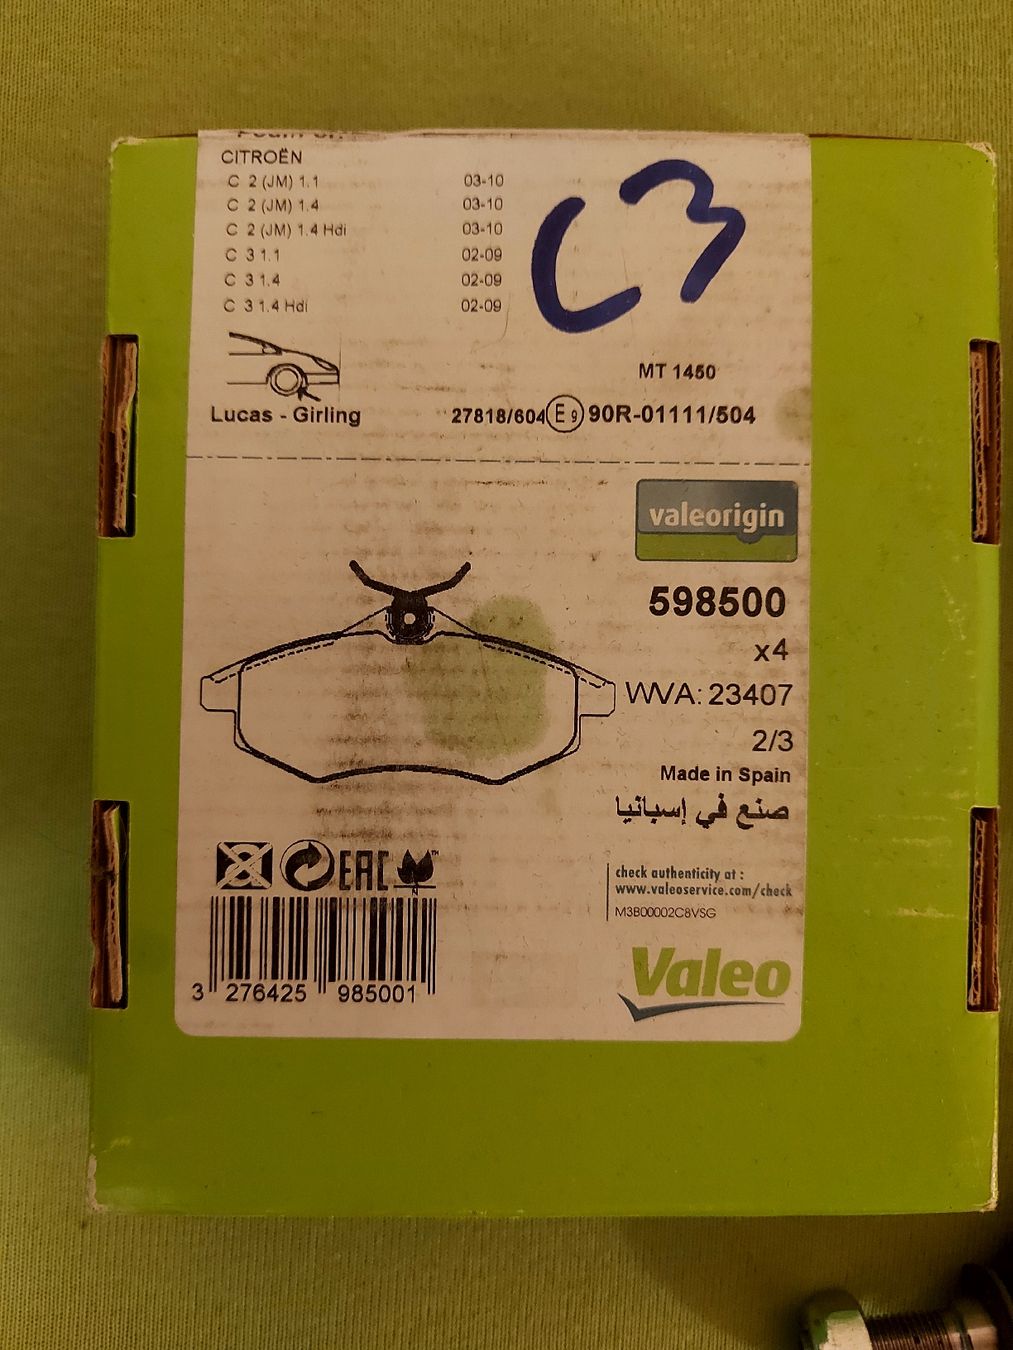 CITROËN
C 2 (JM) 1.1 03-10
C 2 (JM) 1.4 03-10
C 2 (JM) 1.4 Hdi 03-10
C 3 1.1 02-09
C 3 1.4 02-09
C 3 1.4 Hdi 02-09
C3
MT 1450
Lucas - Girling
27818/604 E9 90R-01111/504
valeorigin
598500
x4
WVA: 23407
2/3
Made in Spain
صنع في إسبانيا
EAC
check authenticity at :
www.valeoservice.com/check
M3B00002C8VSG
N
3 276425 985001
Valeo